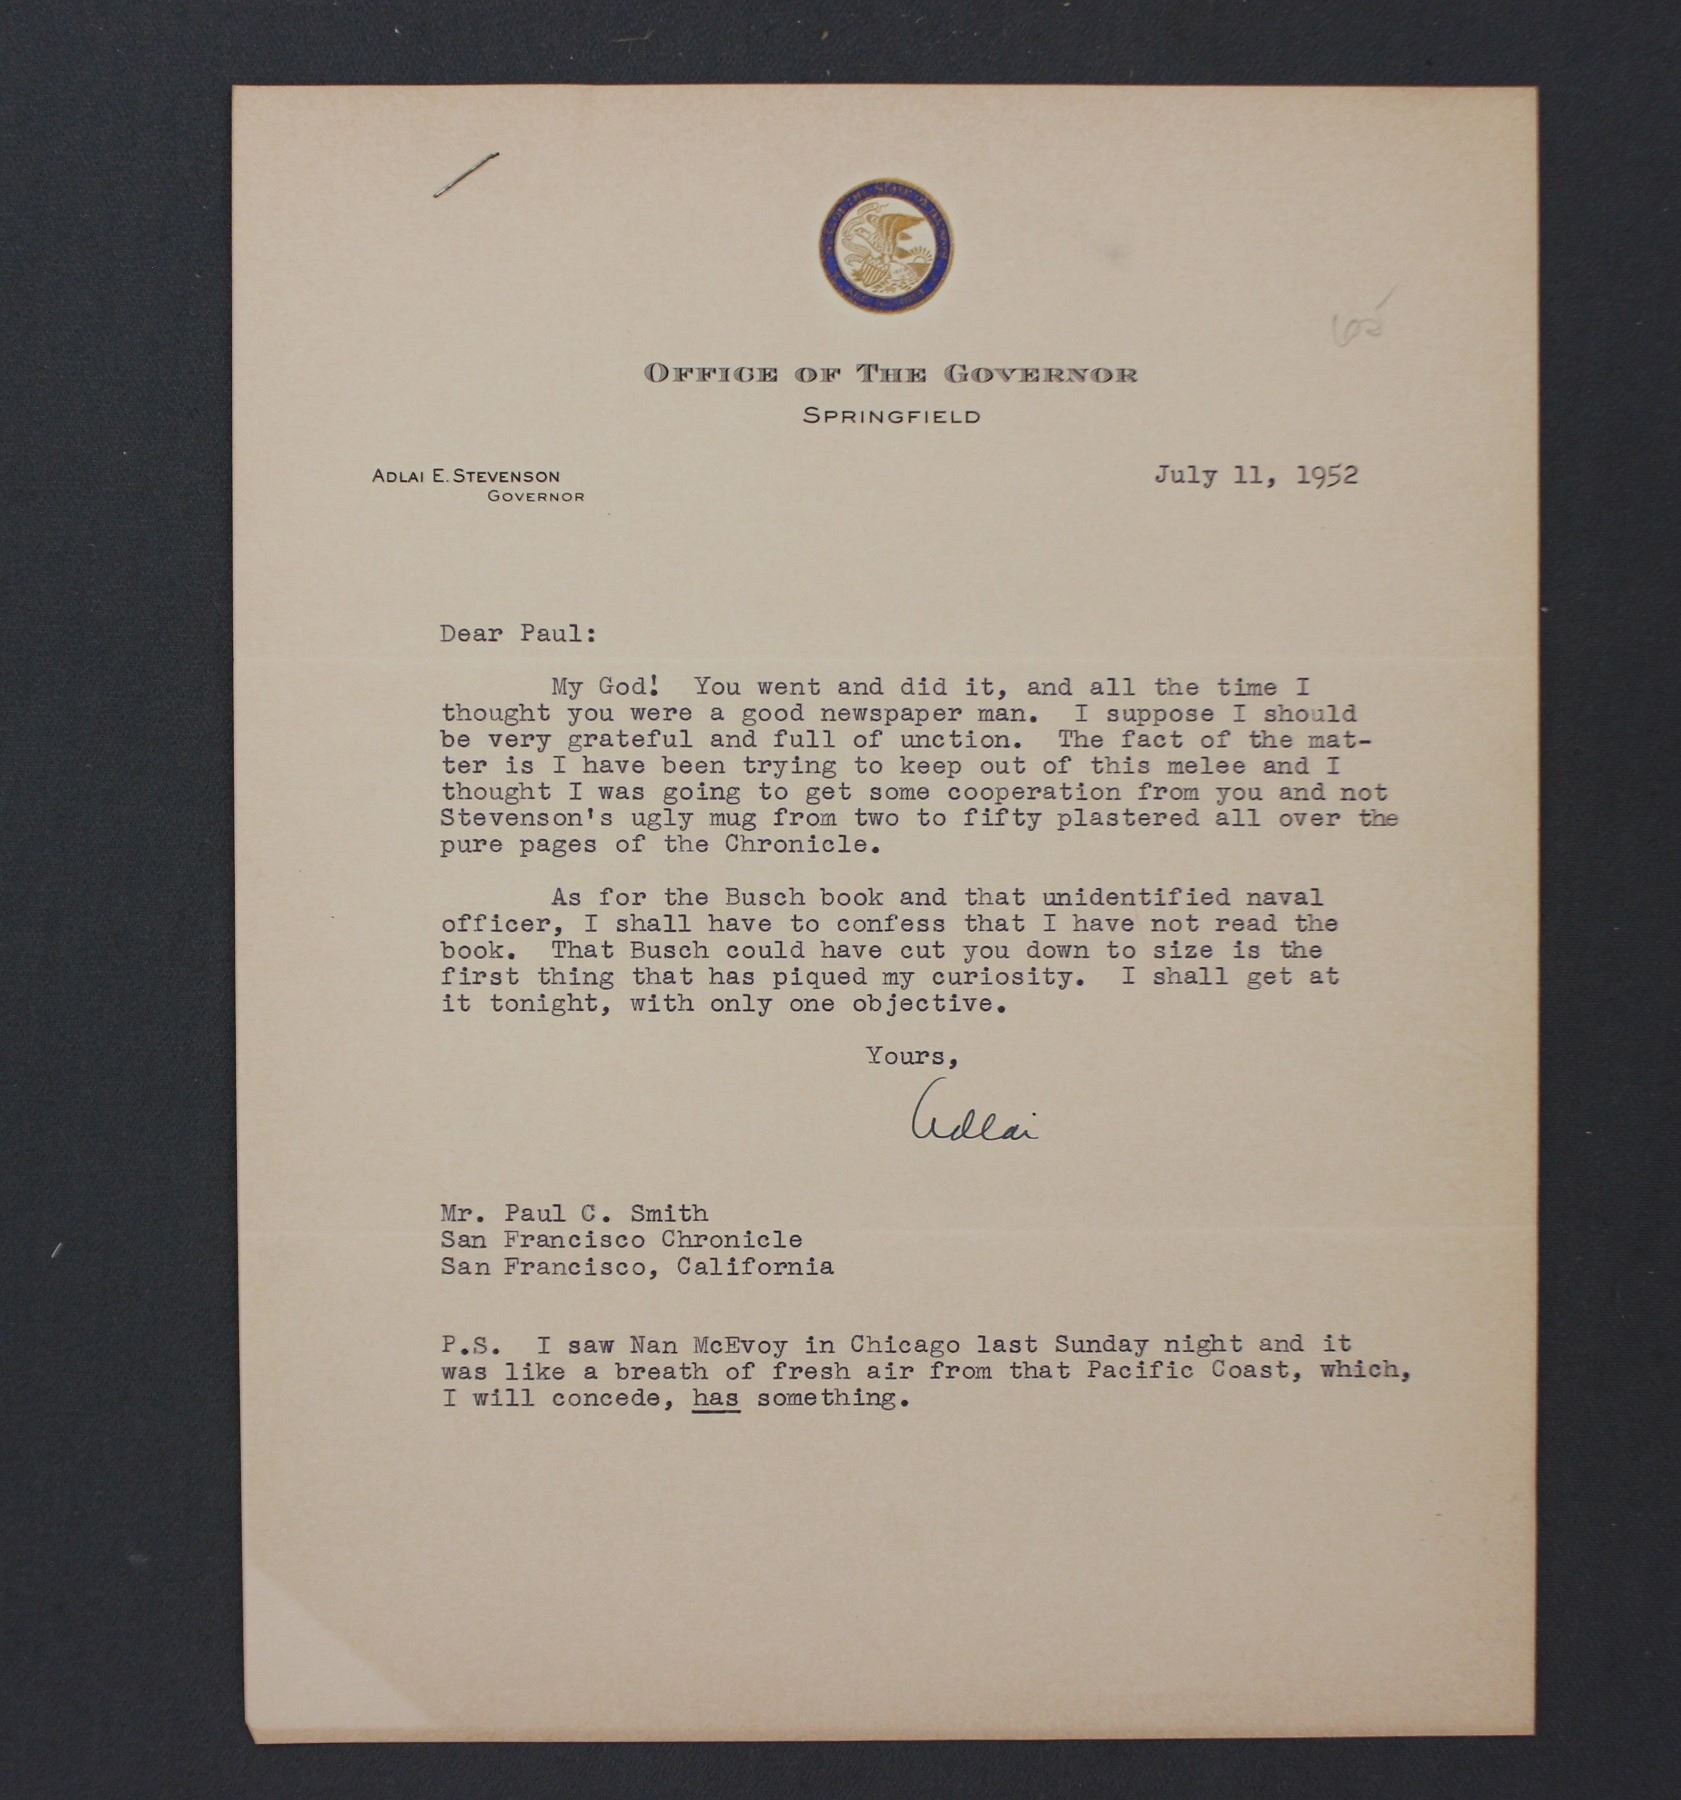 OFFICE OF THE GOVERNOR
SPRINGFIELD
ADLAI E. STEVENSON
GOVERNOR
July 11, 1952
Dear Paul:
My God! You went and did it, and all the time I
thought you were a good newspaper man. I suppose I should
be very grateful and full of unction. The fact of the mat-
ter is I have been trying to keep out of this melee and I
thought I was going to get some cooperation from you and not
Stevenson's ugly mug from two to fifty plastered all over the
pure pages of the Chronicle.
As for the Busch book and that unidentified naval
officer, I shall have to confess that I have not read the
book. That Busch could have cut you down to size is the
first thing that has piqued my curiosity. I shall get at
it tonight, with only one objective.
Yours,
Adlai
Mr. Paul C. Smith
San Francisco Chronicle
San Francisco, California
P.S. I saw Nan McEvoy in Chicago last Sunday night and it
was like a breath of fresh air from that Pacific Coast, which,
I will concede, has something.